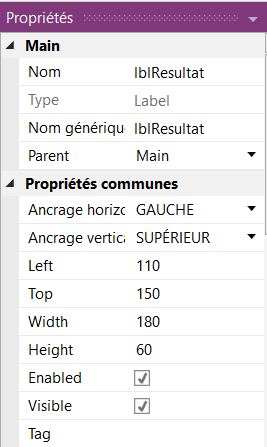 Propriétés
Main
Nom lblResultat
Type Label
Nom génériqu lblResultat
Parent Main
Propriétés communes
Ancrage horizo GAUCHE
Ancrage vertica SUPÉRIEUR
Left 110
Top 150
Width 180
Height 60
Enabled
Visible
Tag